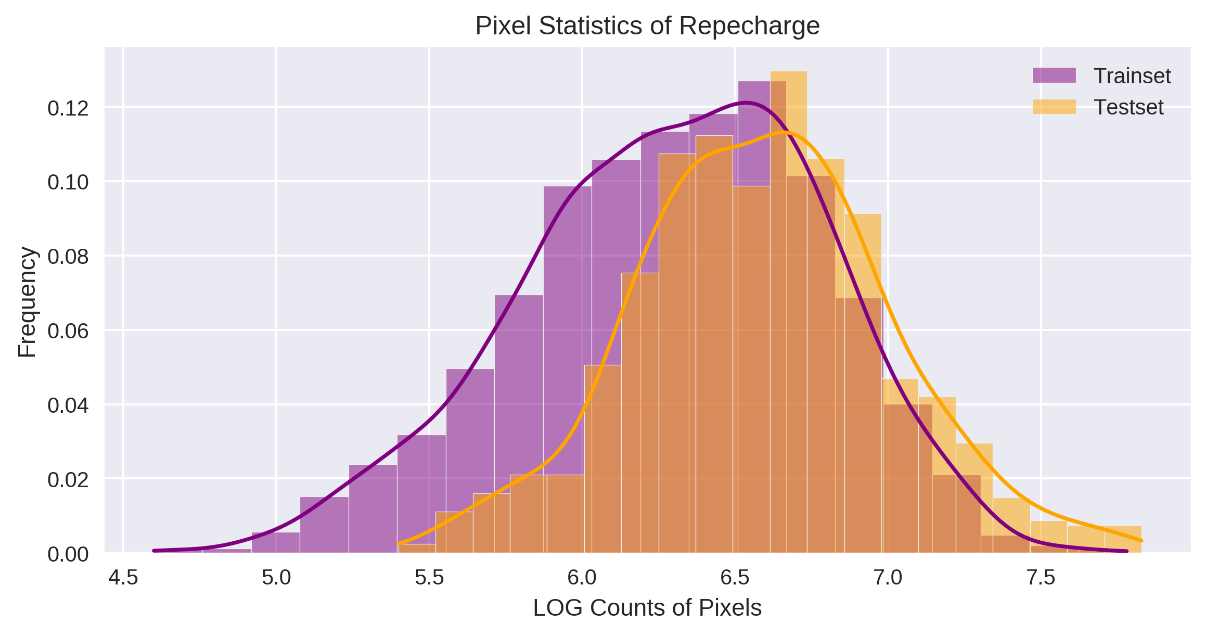 Pixel Statistics of Repecharge
Trainset
Testset
0.12
0.10
0.08
0.06
0.04
0.02
0.00
Frequency
4.5 5.0 5.5 6.0 6.5 7.0 7.5
LOG Counts of Pixels